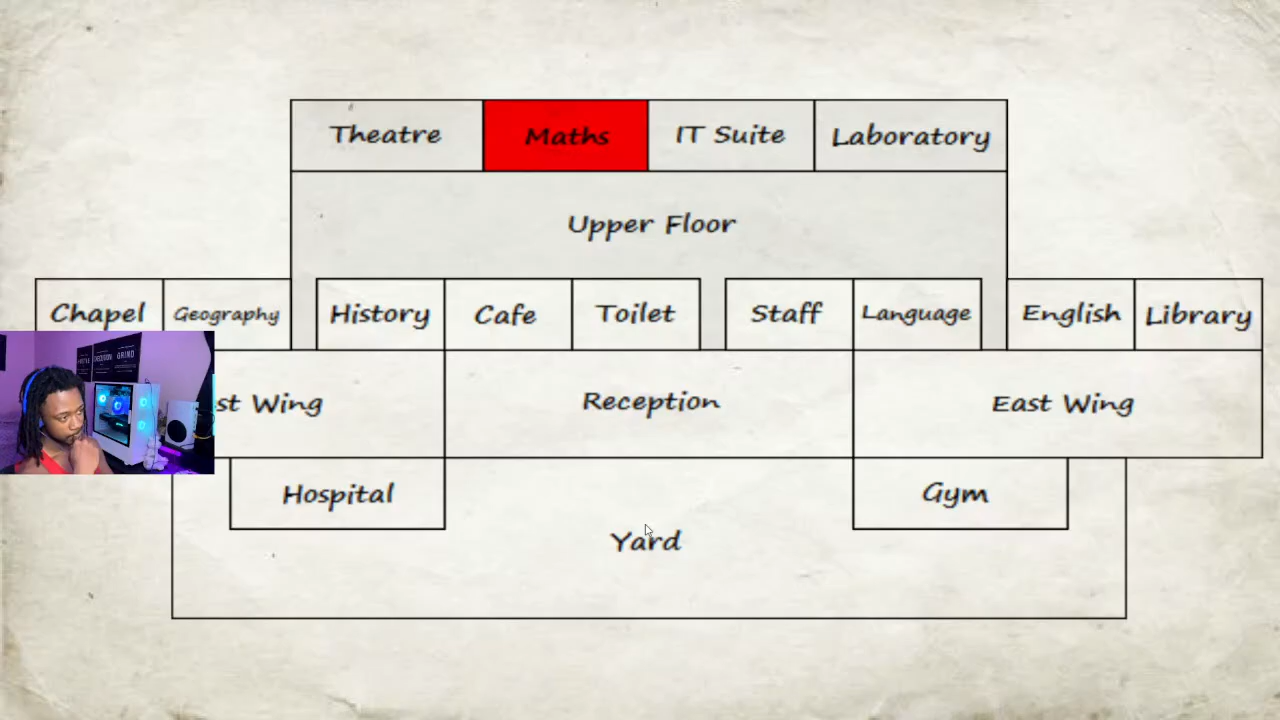 Theatre
Maths
IT Suite
Laboratory
Upper Floor
Chapel
Geography
History
Cafe
Toilet
Staff
Language
English
Library
st Wing
Reception
East Wing
Hospital
Gym
Yard